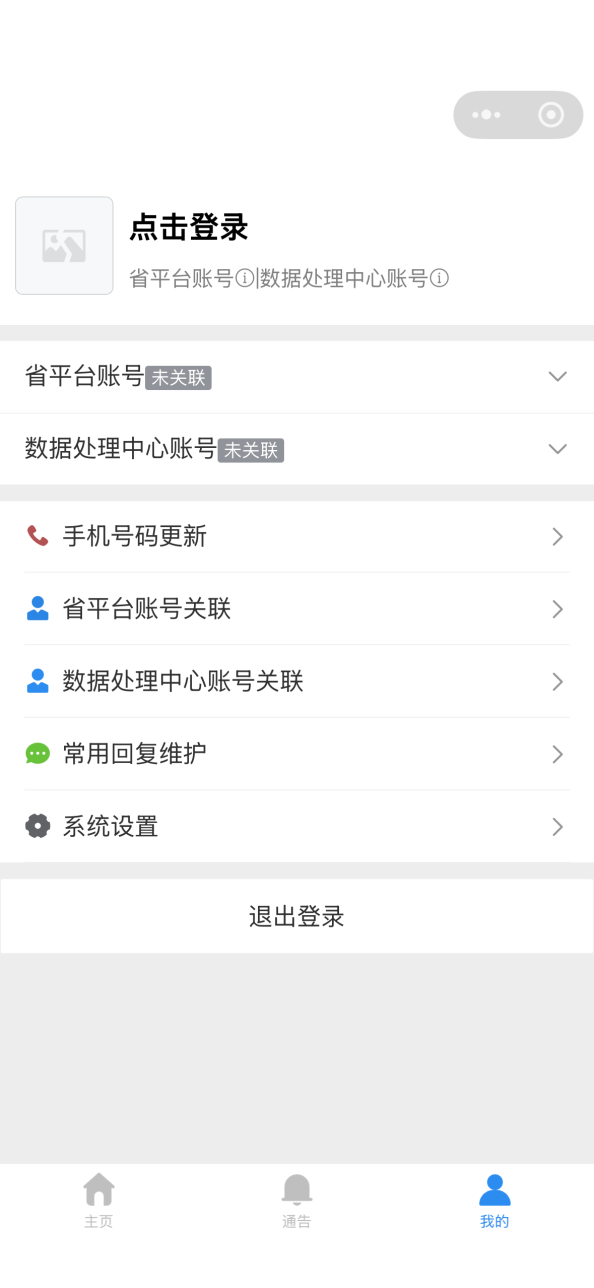 点击登录
省平台账号ⓘ|数据处理中心账号ⓘ
省平台账号 未关联
数据处理中心账号 未关联
手机号码更新
省平台账号关联
数据处理中心账号关联
常用回复维护
系统设置
退出登录
主页 通告 我的